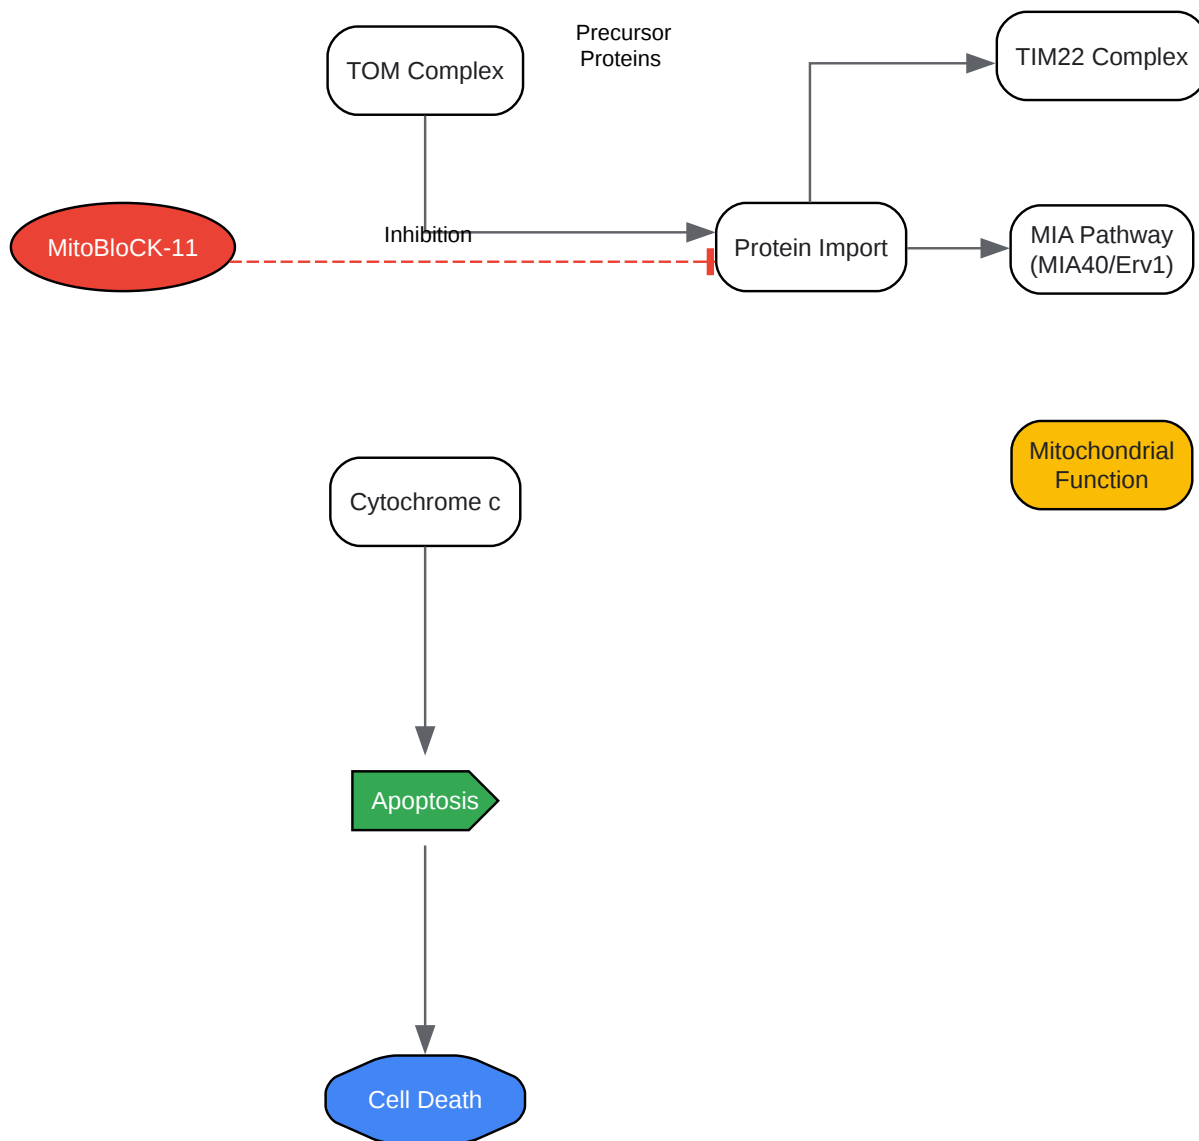 Precursor
Proteins
TOM Complex
TIM22 Complex
MitoBloCK-11
Inhibition
Protein Import
MIA Pathway
(MIA40/Erv1)
Mitochondrial
Function
Cytochrome c
Apoptosis
Cell Death